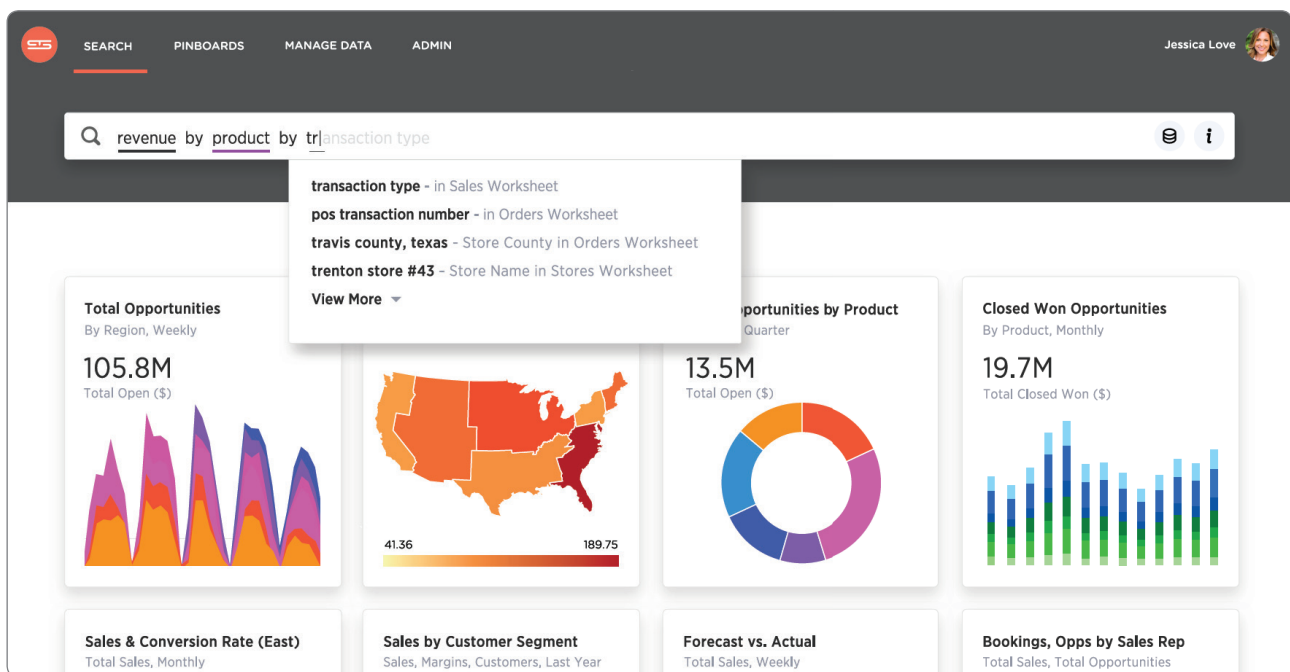 SEARCH PINBOARDS MANAGE DATA ADMIN Jessica Love
revenue by product by transaction type
transaction type - in Sales Worksheet
pos transaction number - in Orders Worksheet
travis county, texas - Store County in Orders Worksheet
trenton store #43 - Store Name in Stores Worksheet
View More
Total Opportunities
By Region, Weekly
105.8M
Total Open ($)
41.36 189.75
portunities by Product
Quarter
13.5M
Total Open ($)
Closed Won Opportunities
By Product, Monthly
19.7M
Total Closed Won ($)
Sales & Conversion Rate (East)
Total Sales, Monthly
Sales by Customer Segment
Sales, Margins, Customers, Last Year
Forecast vs. Actual
Total Sales, Weekly
Bookings, Opps by Sales Rep
Total Sales, Total Opportunities